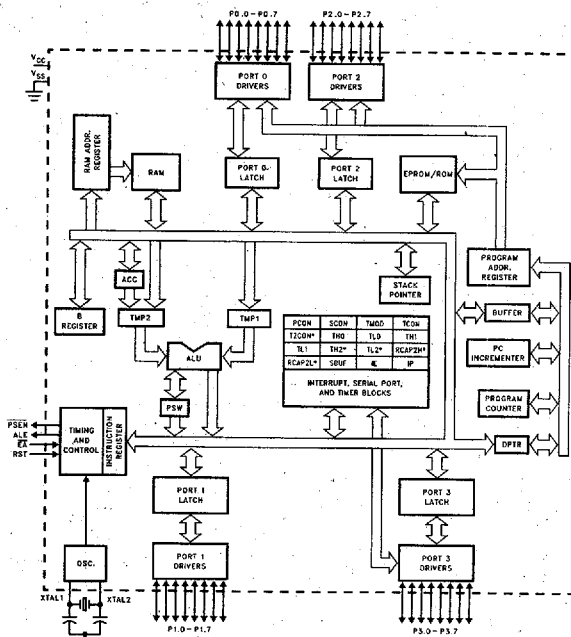 P0.0-P0.7
P2.0-P2.7
VCC
VSS
PORT 0
DRIVERS
PORT 2
DRIVERS
RAM ADDR.
REGISTER
RAM
PORT 0
LATCH
PORT 2
LATCH
EPROM/ROM
B
REGISTER
ACC
TMP2
TMP1
ALU
PSW
STACK
POINTER
PROGRAM
ADDR.
REGISTER
BUFFER
PC
INCREMENTER
PROGRAM
COUNTER
DPTR
PCON SCON TMOD TCON
T2CON* TH0 TL0 TH1
TL1 TH2* TL2* RCAP2H*
RCAP2L* SBUF IE IP
INTERRUPT, SERIAL PORT,
AND TIMER BLOCKS
PSEN
ALE
EA
RST
TIMING
AND
CONTROL
INSTRUCTION
REGISTER
PORT 1
LATCH
PORT 3
LATCH
OSC.
PORT 1
DRIVERS
PORT 3
DRIVERS
XTAL1
XTAL2
P1.0-P1.7
P3.0-P3.7